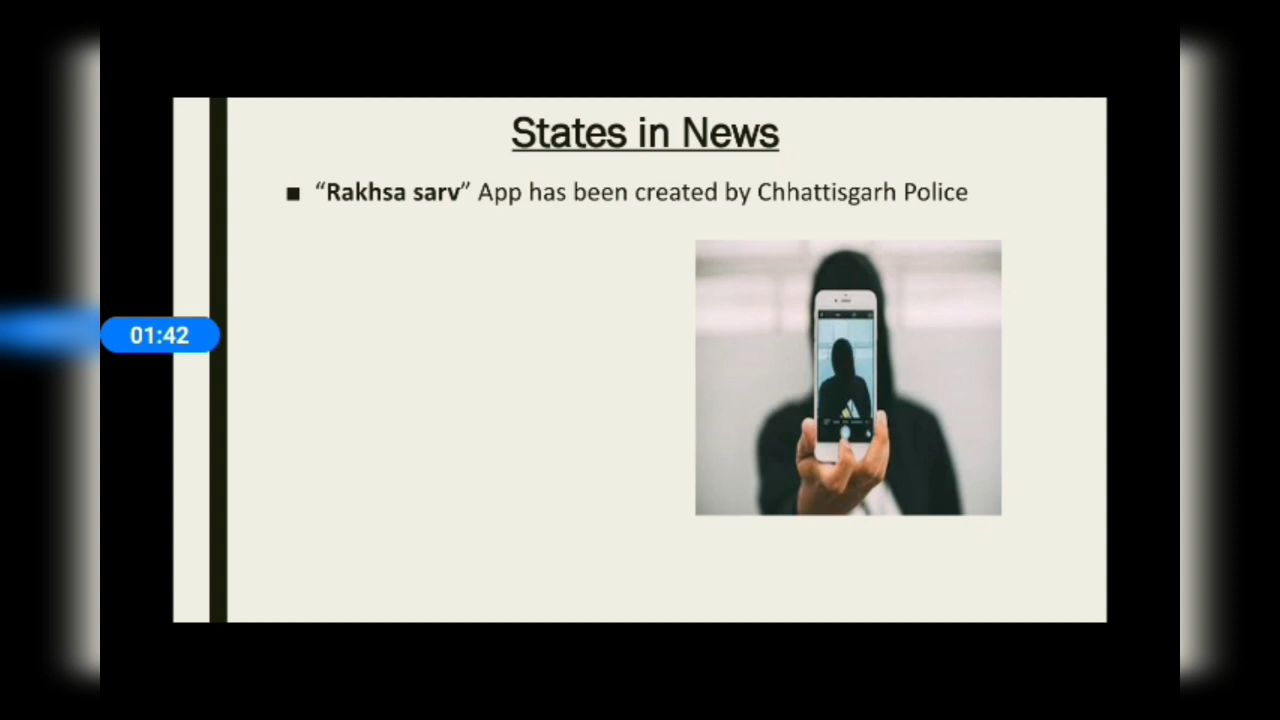 States in News
■ “Rakhsa sarv” App has been created by Chhattisgarh Police
01:42